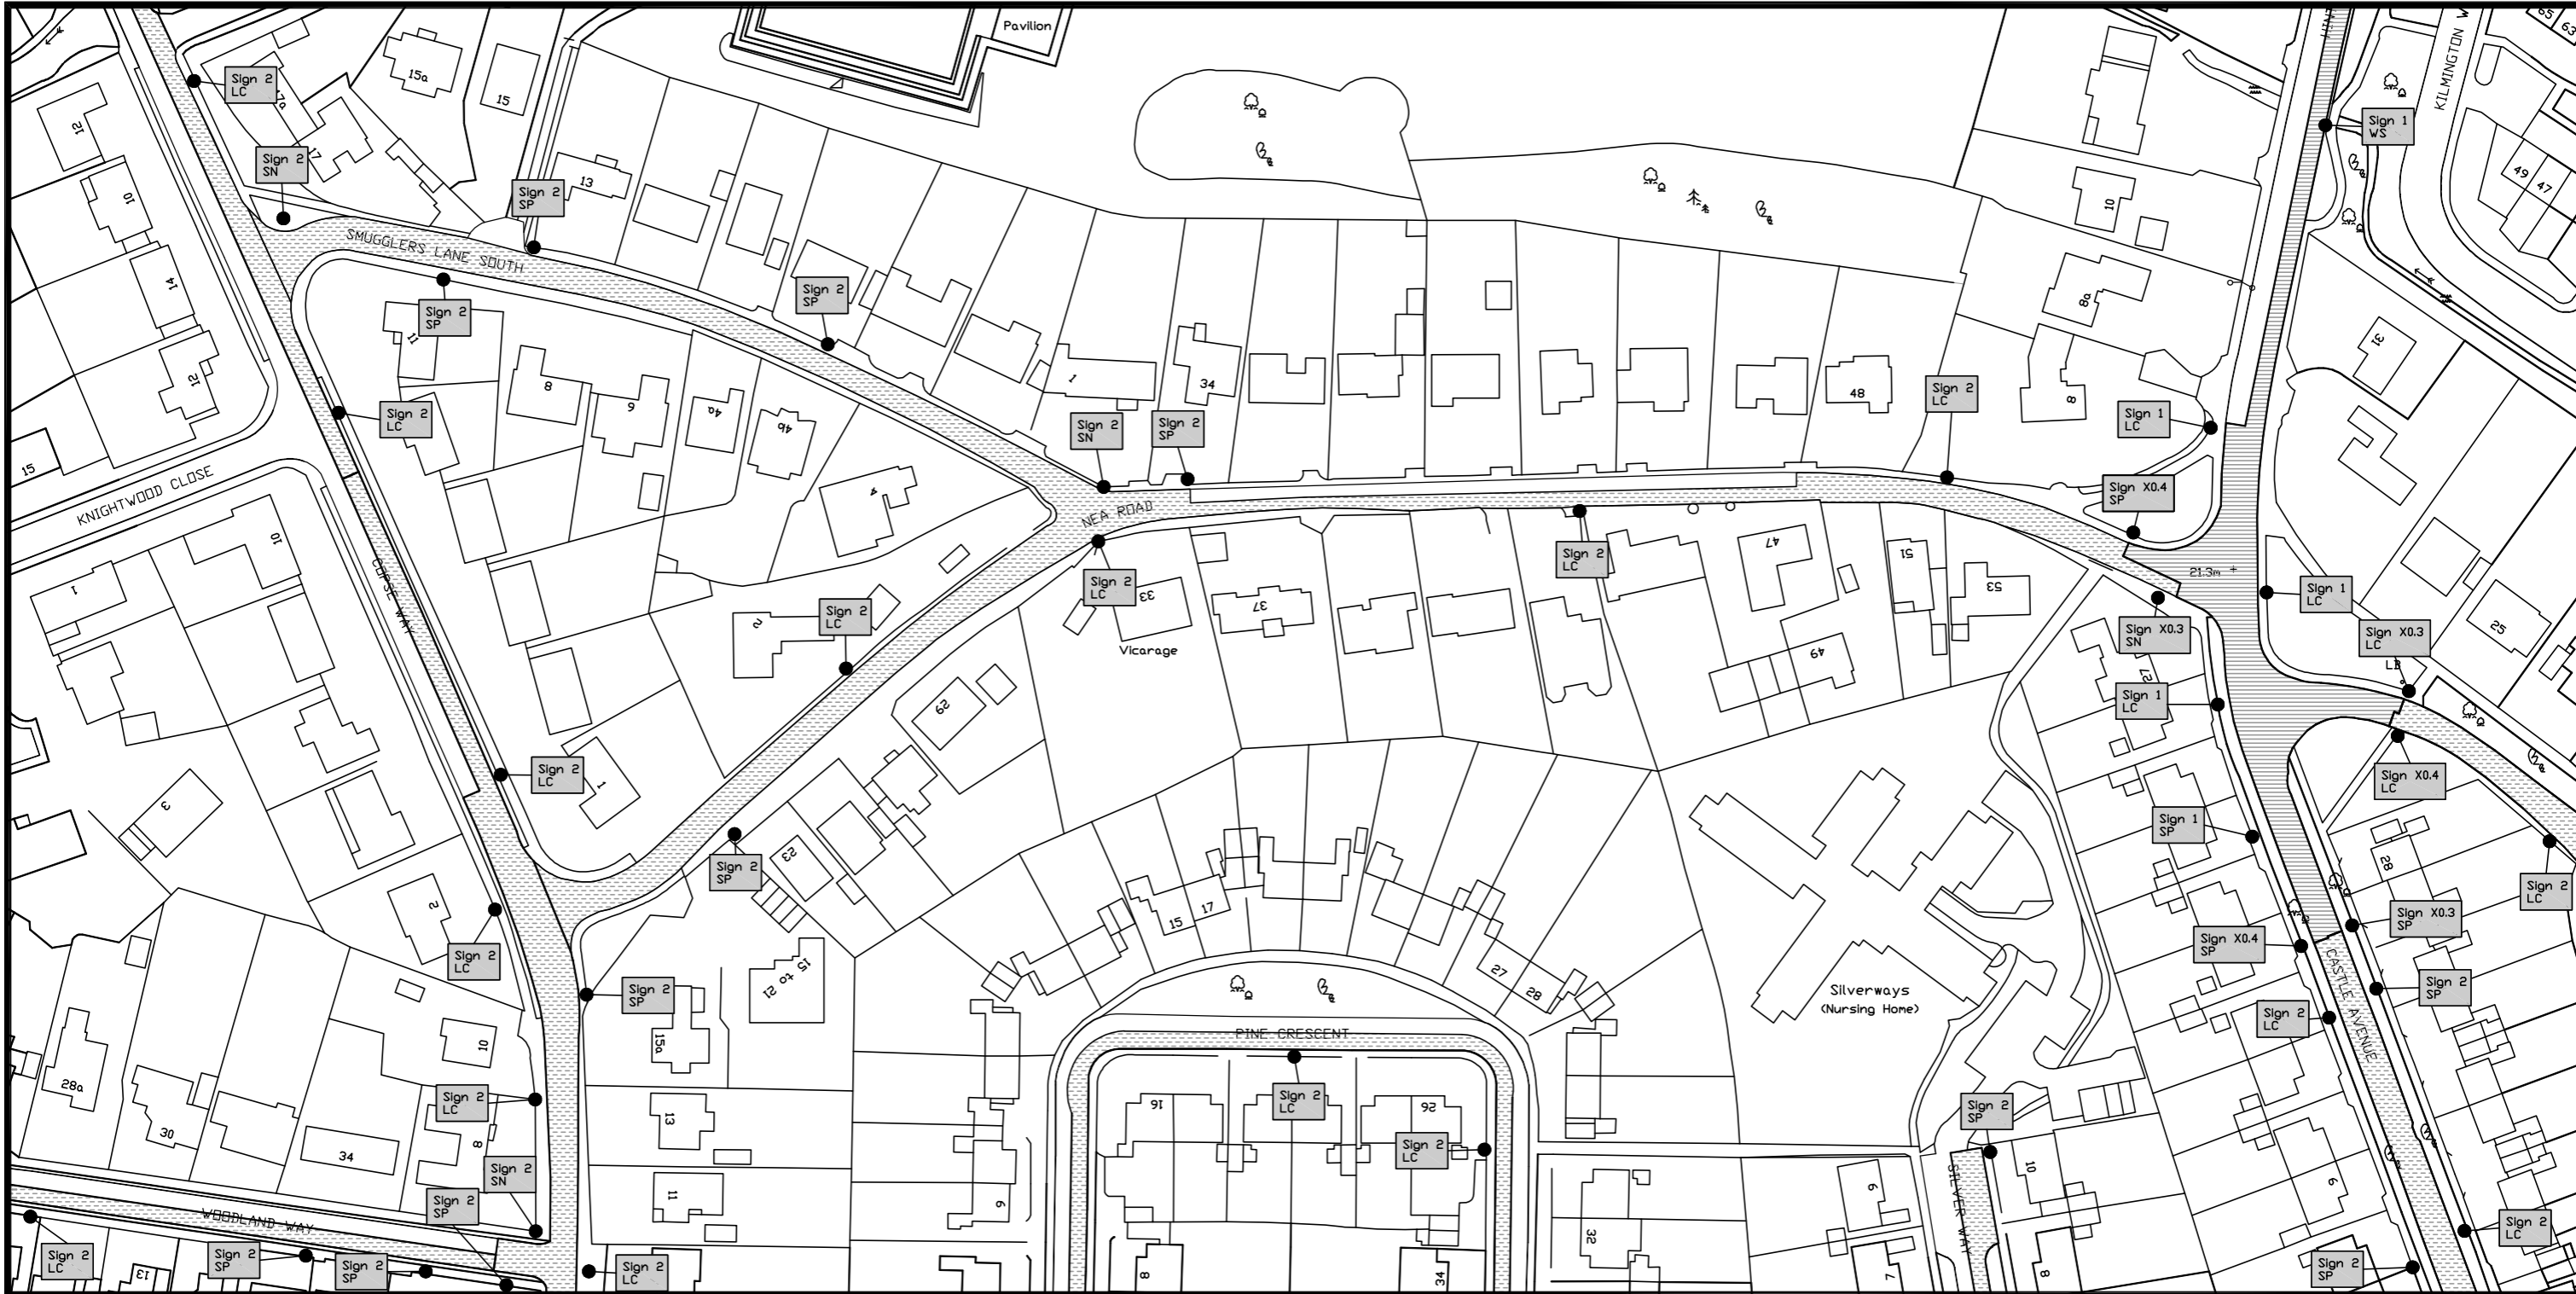 Pavilion
65
63
KILMINGTON W
15a
15
Sign 2
LC
17a
12
17
Sign 2
SN
Sign 1
WS
49
47
13
Sign 2
SP
10
10
SMUGGLERS LANE SOUTH
14
8a
Sign 2
SP
Sign 2
SP
11
31
12
8
6
4a
4b
1
34
48
8
Sign 2
LC
Sign 2
LC
Sign 1
LC
Sign 2
SN
Sign 2
SP
15
KNIGHTWOOD CLOSE
4
Sign X0.4
SP
NEA ROAD
10
47
51
53
Sign 2
LC
21.3m +
1
COPSE WAY
2
Sign 2
LC
Sign 2
LC
33
37
Vicarage
Sign 1
LC
Sign X0.3
SN
Sign X0.3
LC
LB
25
49
27
29
Sign 1
LC
Sign 2
LC
1
Sign X0.4
LC
3
Sign 1
SP
23
Sign 2
SP
28
Sign 2
LC
2
15
17
Sign X0.3
SP
Sign X0.4
SP
Sign 2
LC
15 to 21
27
28
Sign 2
SP
Silverways
(Nursing Home)
CASTLE AVENUE
Sign 2
SP
Sign 2
LC
PINE CRESCENT
10
15a
28a
Sign 2
LC
30
34
8
13
16
Sign 2
LC
26
Sign 2
LC
Sign 2
SP
10
Sign 2
SN
Sign 2
SP
11
9
6
6
32
SILVER WAY
WOODLAND WAY
Sign 2
LC
Sign 2
LC
13
Sign 2
SP
Sign 2
SP
Sign 2
LC
8
34
7
8
Sign 2
SP